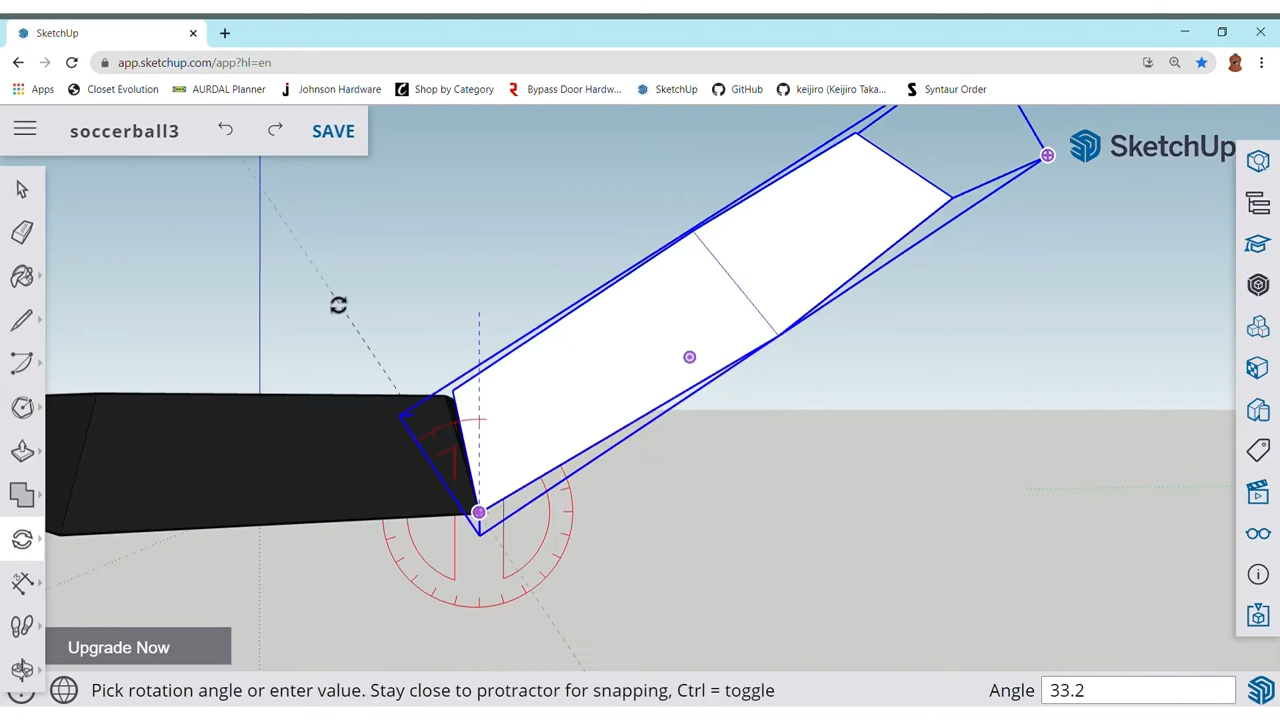 SketchUp
app.sketchup.com/app?hl=en
Apps Closet Evolution AURDAL Planner Johnson Hardware Shop by Category Bypass Door Hardw... SketchUp GitHub keijiro (Keijiro Taka... Syntaur Order
soccerball3 SAVE
SketchUp
Upgrade Now
Pick rotation angle or enter value. Stay close to protractor for snapping, Ctrl = toggle Angle 33.2